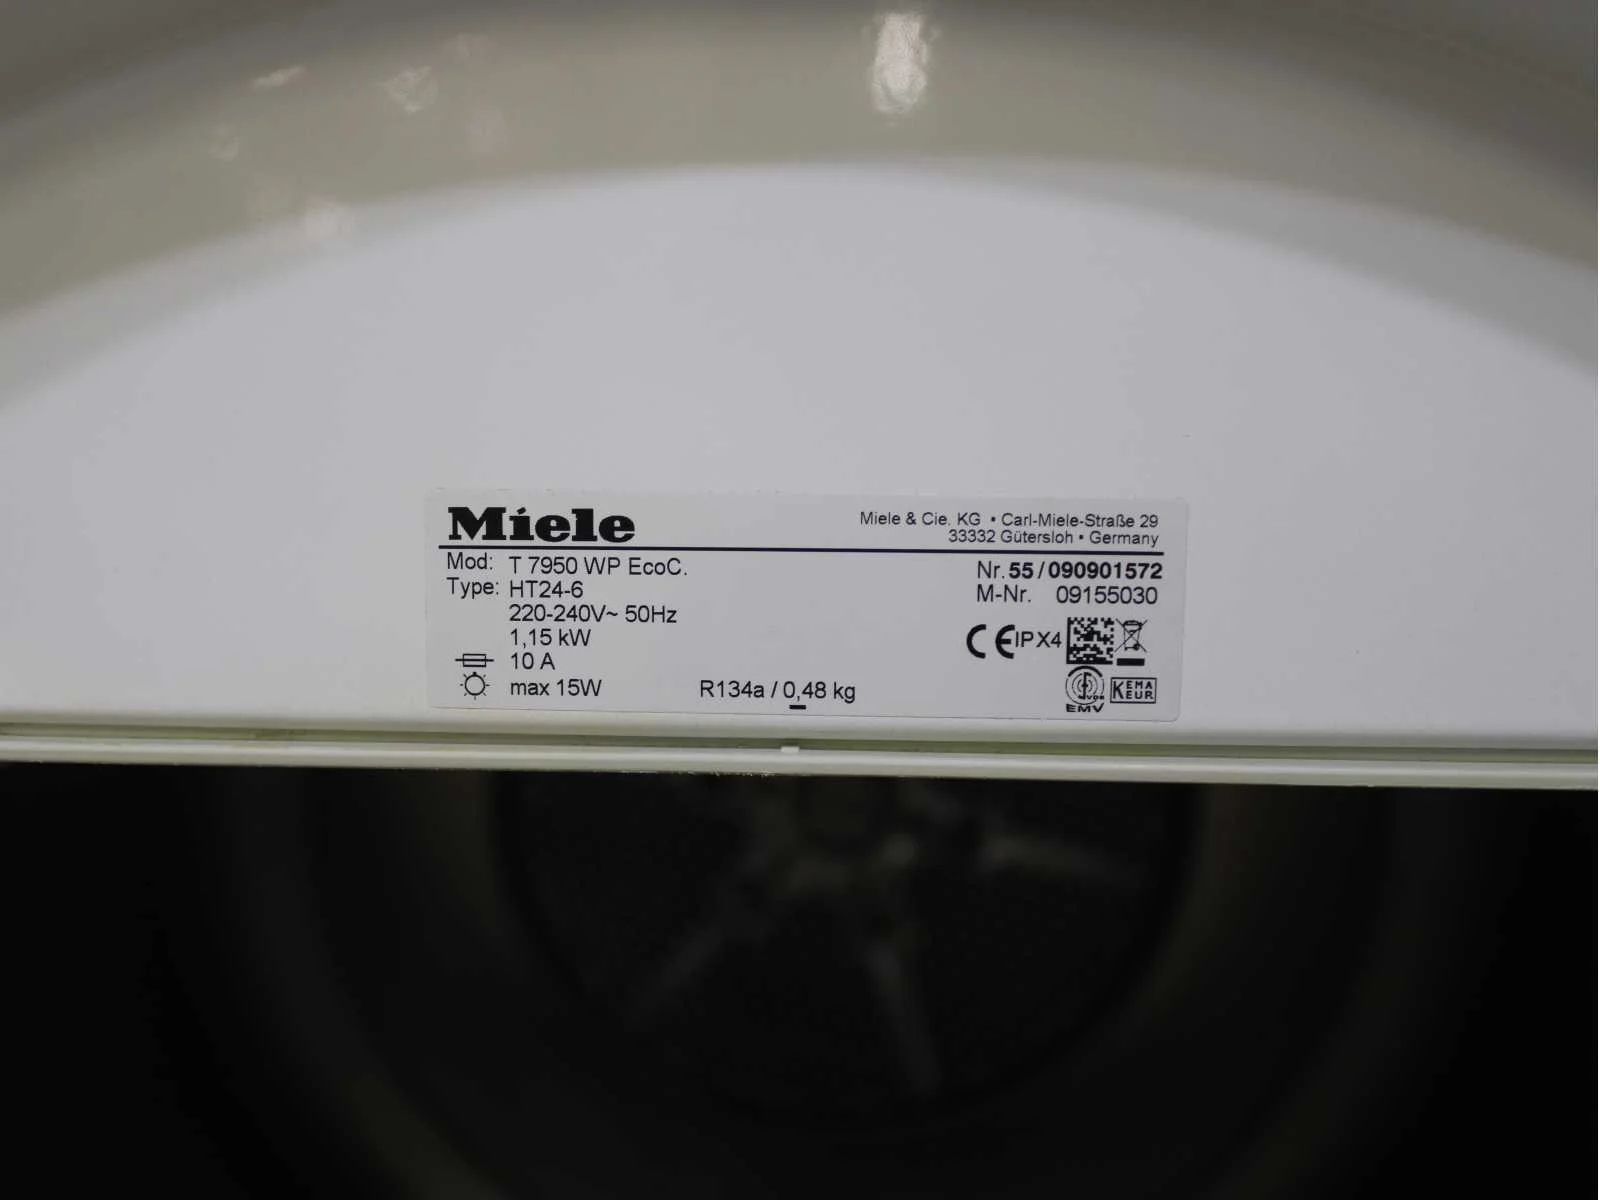 Miele
Miele & Cie. KG • Carl-Miele-Straße 29
33332 Gütersloh • Germany
Mod: T 7950 WP EcoC.
Type: HT24-6
220-240V~ 50Hz
1,15 kW
10 A
max 15W
R134a / 0,48 kg
Nr. 55 / 090901572
M-Nr. 09155030
CE IPX4
VDE
EMV
KEMA
EUR